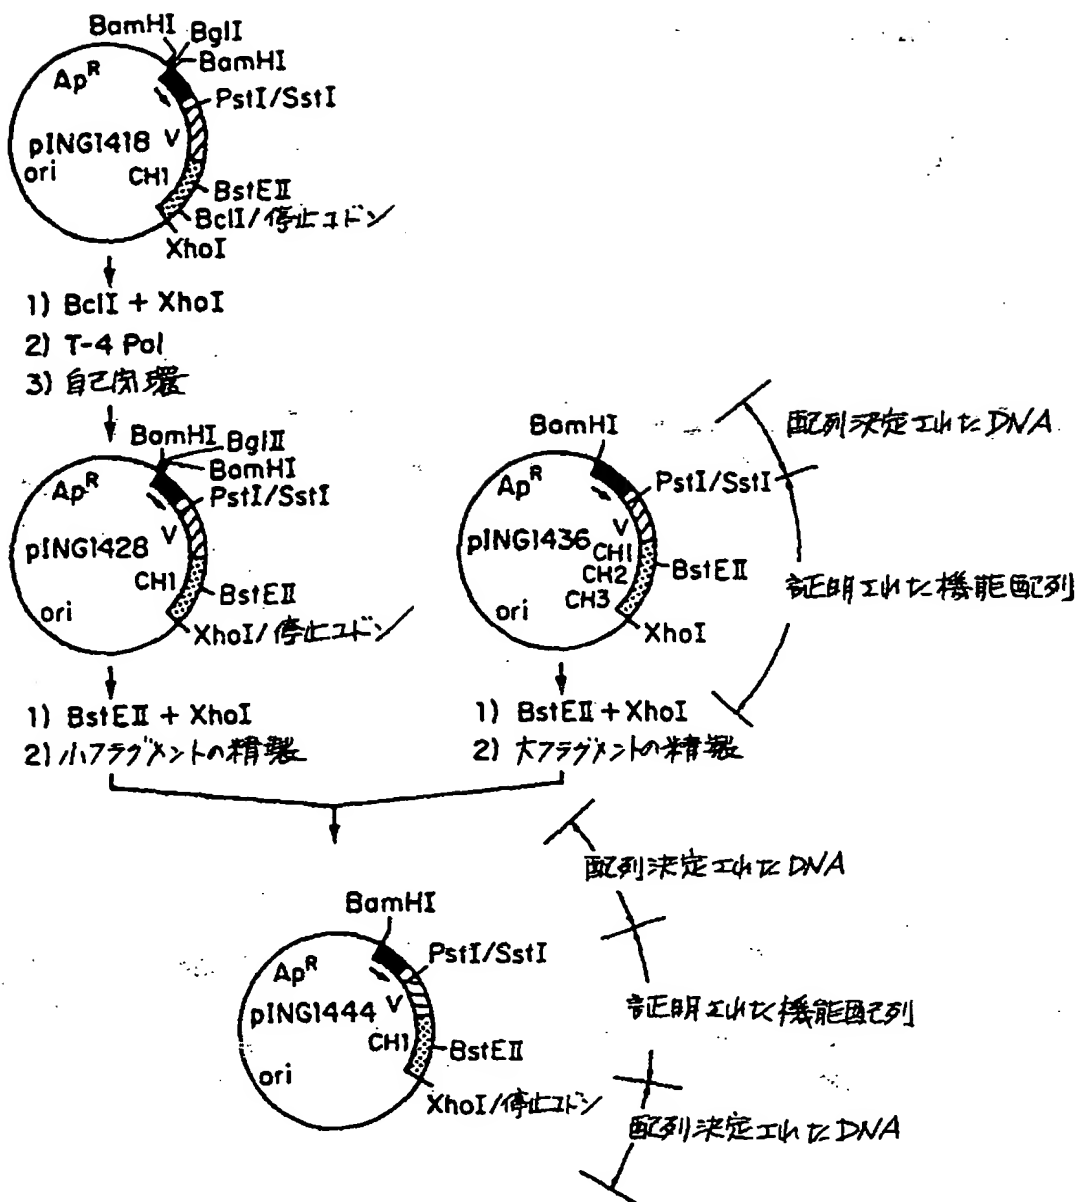 BamHI
BglI
BamHI
Ap^R
PstI/SstI
pING1418
V
ori
CH1
BstEII
BclI/停止コドン
XhoI
1) BclI + XhoI
2) T-4 Pol
3) 自己閉環
BamHI
BglII
BamHI
Ap^R
PstI/SstI
pING1428
V
CH1
BstEII
ori
XhoI/停止コドン
1) BstEII + XhoI
2) 小フラグメントの精製
BamHI
Ap^R
PstI/SstI
pING1436
V
CH1
CH2
CH3
BstEII
ori
XhoI
配列決定されたDNA
証明された機能配列
1) BstEII + XhoI
2) 大フラグメントの精製
BamHI
Ap^R
PstI/SstI
pING1444
V
CH1
BstEII
ori
XhoI/停止コドン
配列決定されたDNA
証明された機能配列
配列決定されたDNA